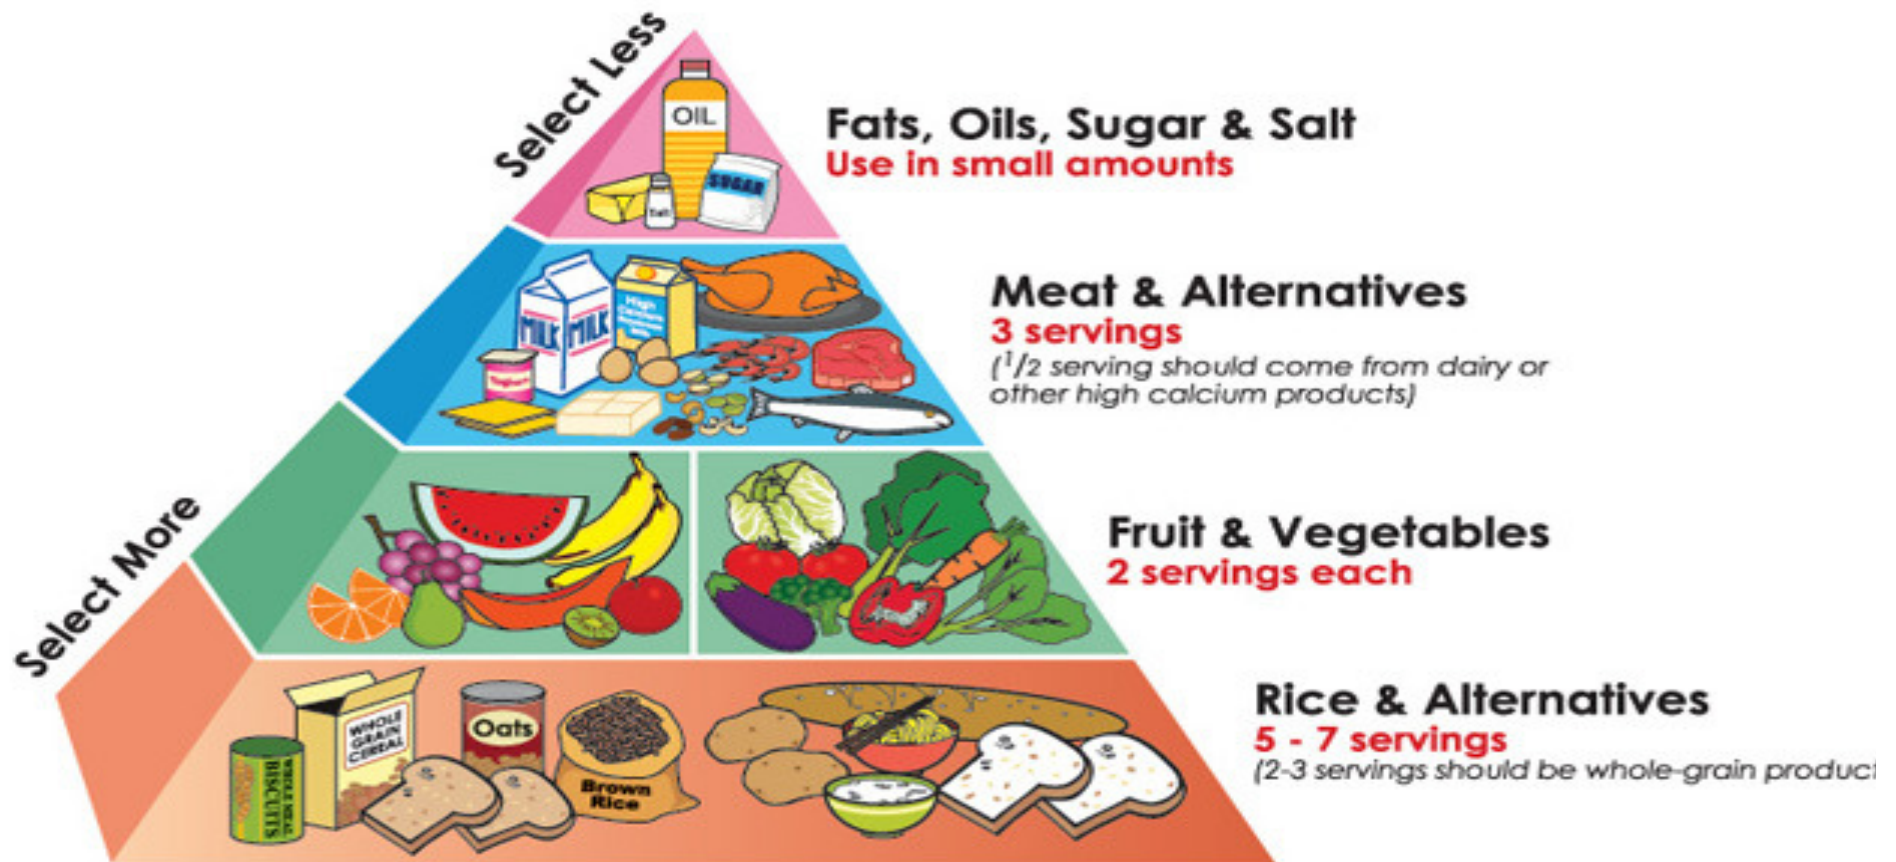 Select Less
OIL
SUGAR
Salt
Fats, Oils, Sugar & Salt
Use in small amounts
MILK MILK
High
Calcium
Yoghurt
Meat & Alternatives
3 servings
(1/2 serving should come from dairy or
other high calcium products)
Select More
Fruit & Vegetables
2 servings each
WHOLE
GRAIN
CEREAL
Oats
WHOLE MEAL
BISCUITS
Brown
Rice
Rice & Alternatives
5 - 7 servings
(2-3 servings should be whole-grain product